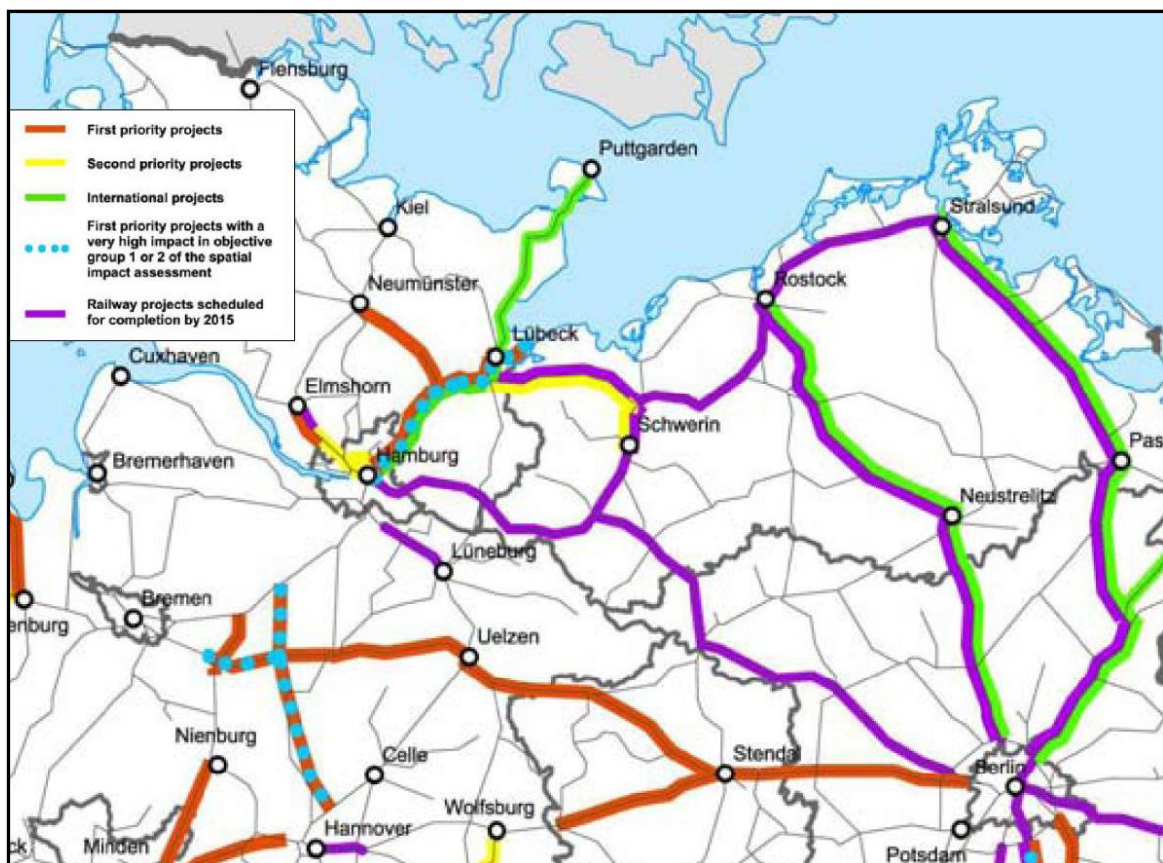 Flensburg
First priority projects
Second priority projects
International projects
First priority projects with a
very high impact in objective
group 1 or 2 of the spatial
impact assessment
Railway projects scheduled
for completion by 2015
Puttgarden
Kiel
Stralsund
Neumünster
Rostock
Lübeck
Cuxhaven
Elmshorn
Schwerin
Hamburg
Bremerhaven
Pas
Neustrelitz
Lüneburg
Bremen
enburg
Uelzen
Nienburg
Celle
Stendal
Berlin
Wolfsburg
Hannover
Minden
ck
Potsdam